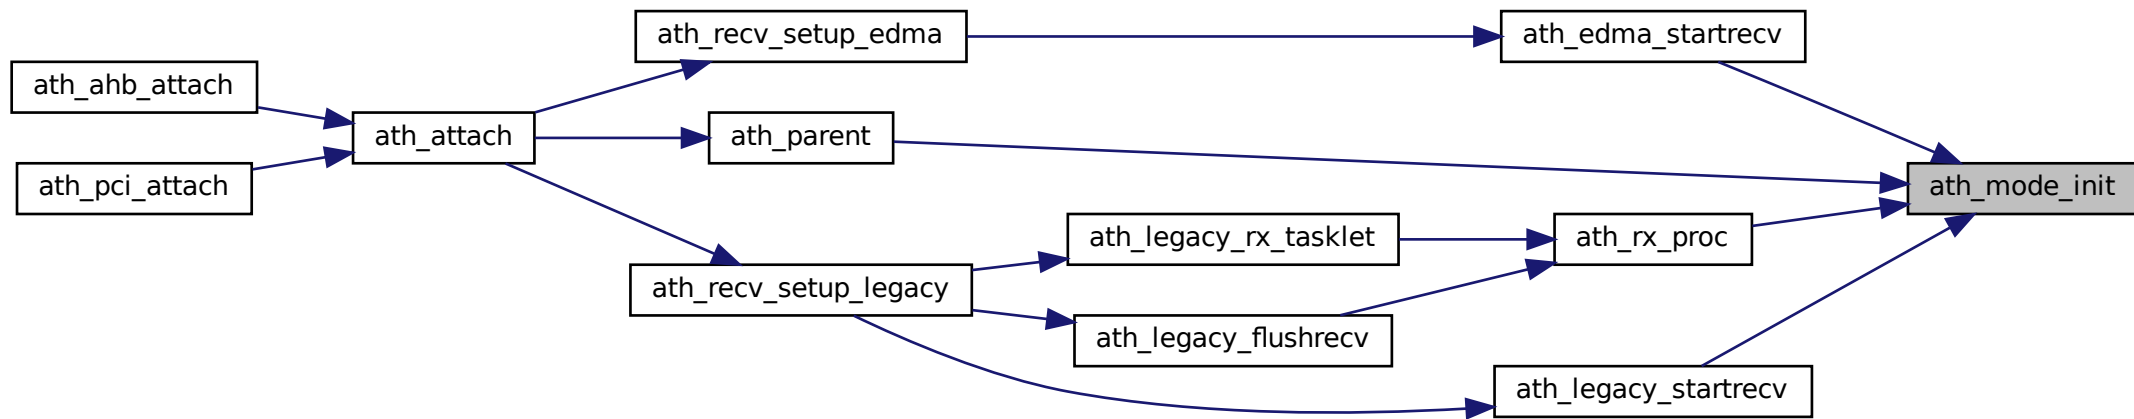 ath_recv_setup_edma
ath_edma_startrecv
ath_ahb_attach
ath_attach
ath_parent
ath_pci_attach
ath_mode_init
ath_legacy_rx_tasklet
ath_rx_proc
ath_recv_setup_legacy
ath_legacy_flushrecv
ath_legacy_startrecv